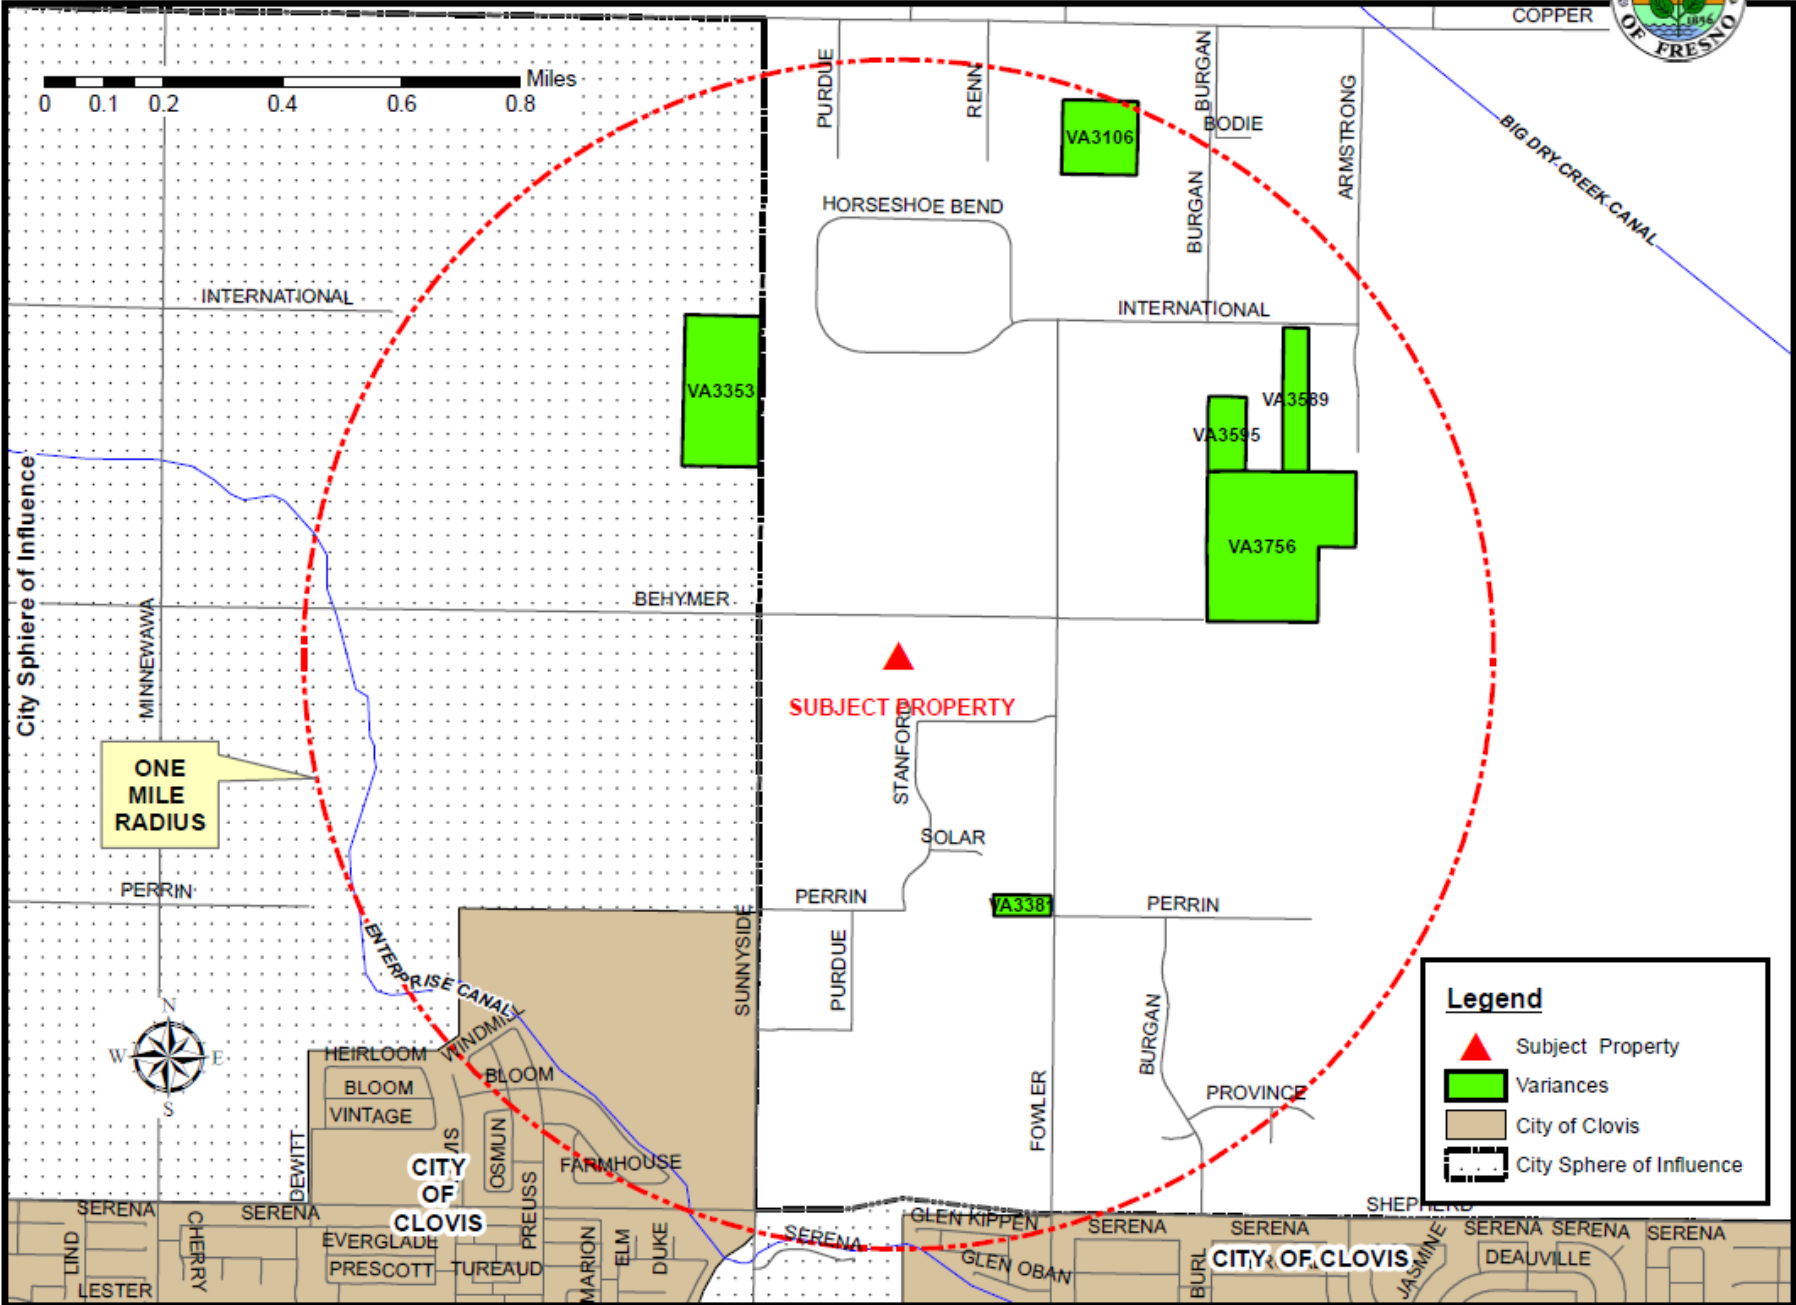 COPPER
1856
OF FRESNO
Miles
0 0.1 0.2 0.4 0.6 0.8
PURDUE
RENN
BURGAN
BODIE
ARMSTRONG
BIG DRY CREEK CANAL
VA3106
BURGAN
HORSESHOE BEND
INTERNATIONAL
INTERNATIONAL
VA3353
VA3589
VA3595
City Sphere of Influence
VA3756
BEHYMER
MINNEWAWA
SUBJECT PROPERTY
STANFORD
ONE
MILE
RADIUS
SOLAR
PERRIN
PERRIN
VA3381
PERRIN
SUNNYSIDE
PURDUE
ENTERPRISE CANAL
N
W E
S
WINDMILL
HEIRLOOM
BLOOM
BLOOM
VINTAGE
OSMUN
FARMHOUSE
DEWITT
CITY
OF
CLOVIS
PREUSS
FOWLER
BURGAN
PROVINCE
Legend
Subject Property
Variances
City of Clovis
City Sphere of Influence
SHEPHERD
SERENA
SERENA
SERENA
GLEN KIPPEN
SERENA
SERENA
SERENA
SERENA
SERENA
LIND
CHERRY
EVERGLADE
PRESCOTT
TUREAUD
MARION
ELM
DUKE
GLEN OBAN
BURL
CITY OF CLOVIS
JASMINE
DEAUVILLE
LESTER